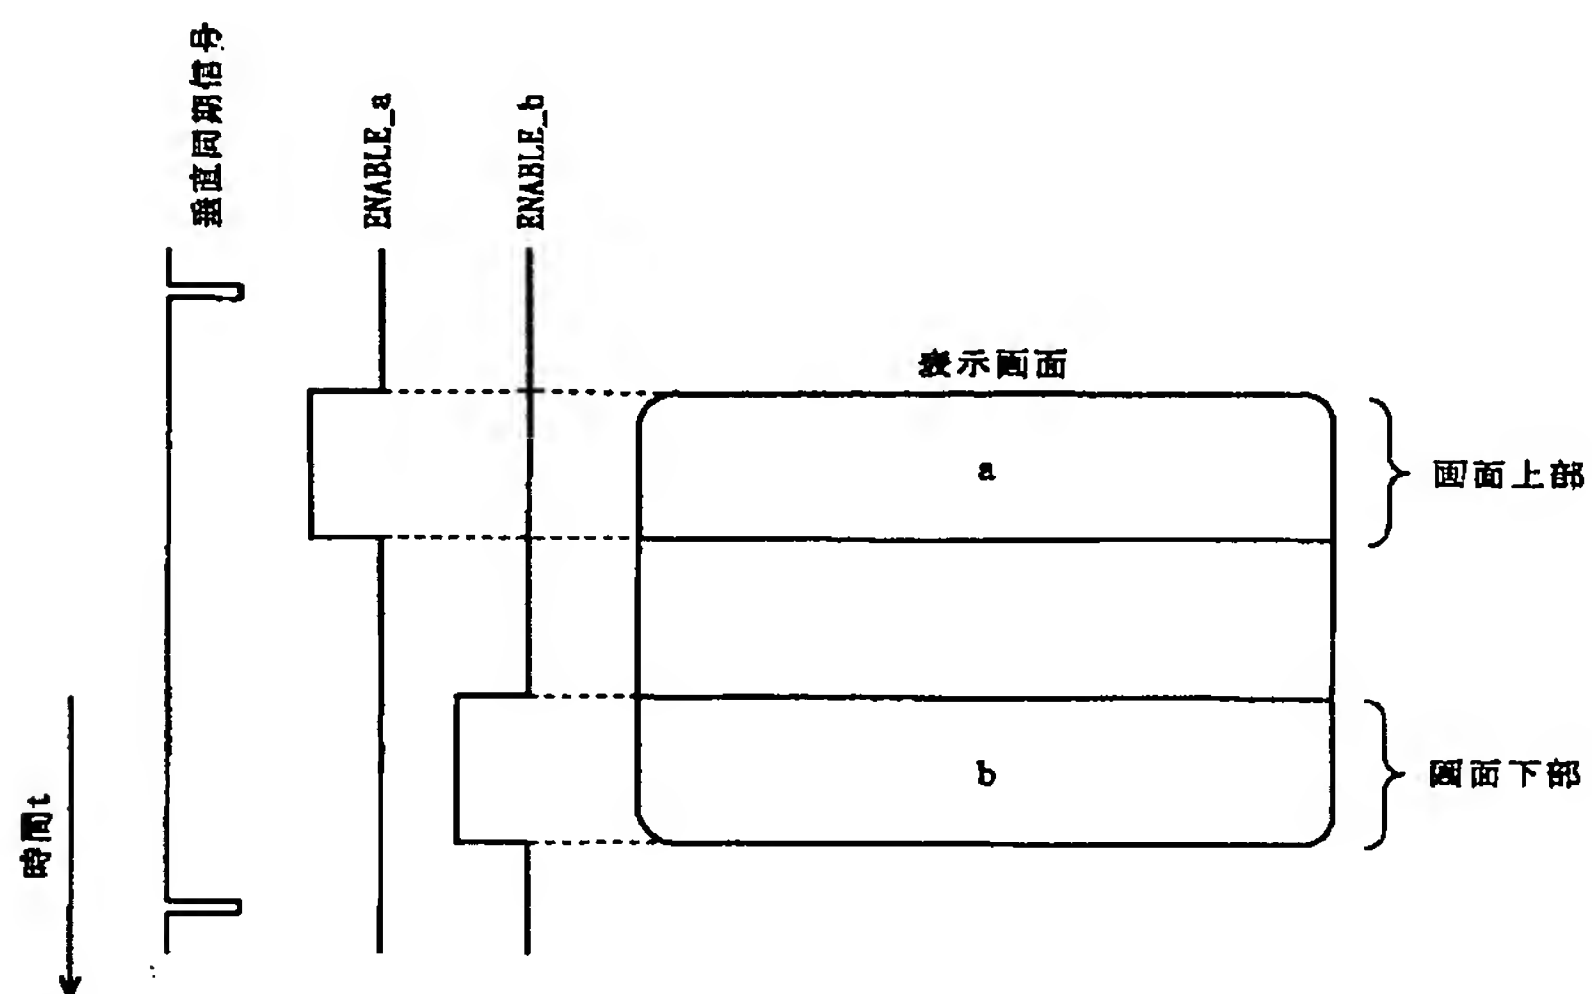 垂直同期信号
ENABLE_a
ENABLE_b
表示画面
a
画面上部
b
画面下部
時間t